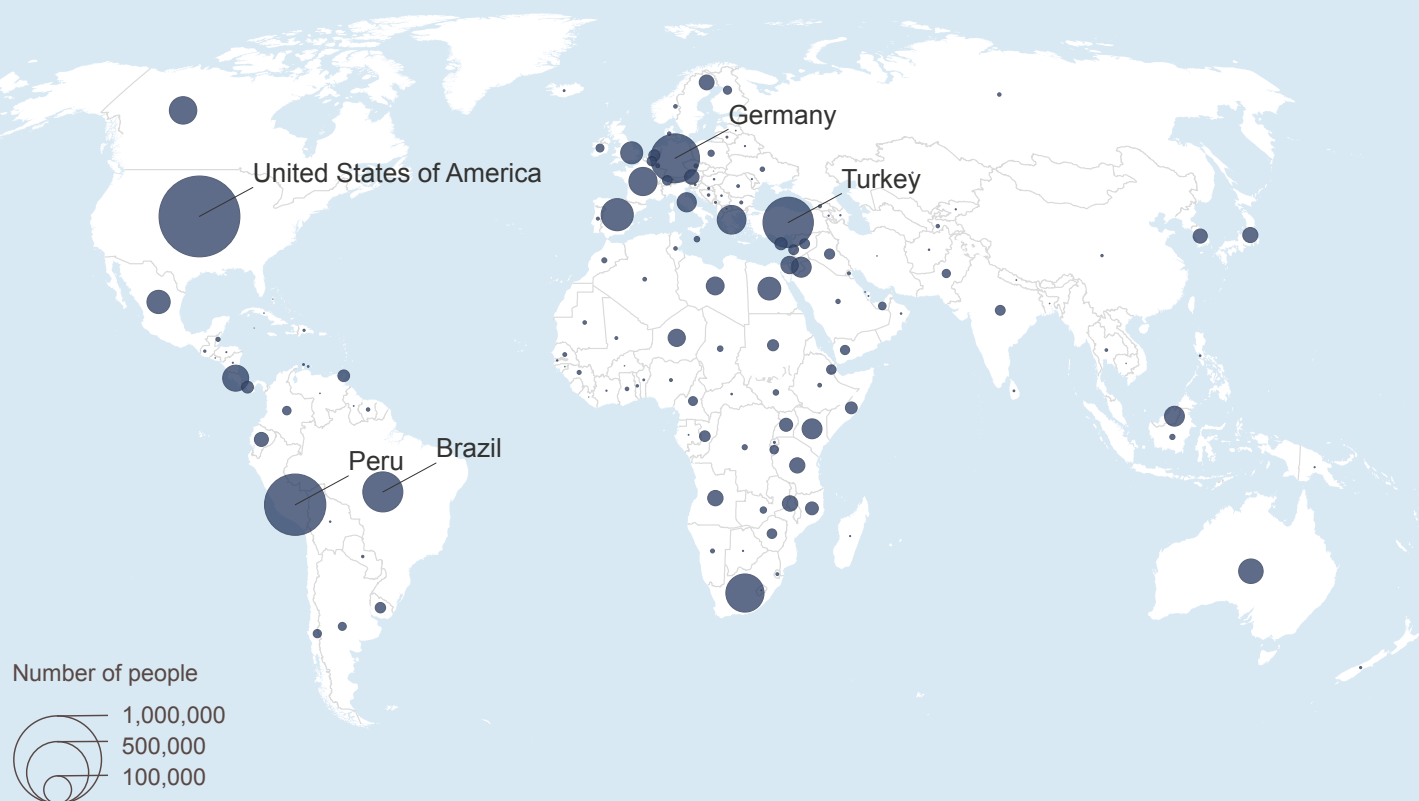 Germany
United States of America
Turkey
Peru
Brazil
Number of people
1,000,000
500,000
100,000